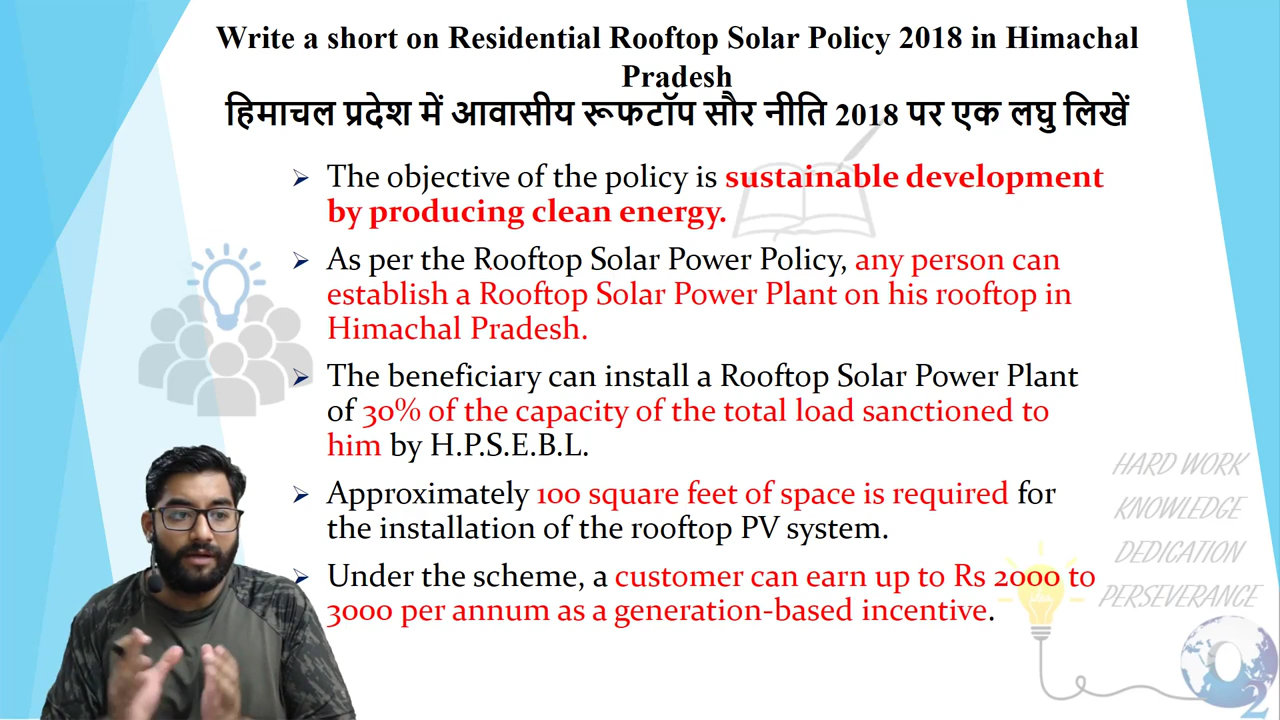 Write a short on Residential Rooftop Solar Policy 2018 in Himachal
Pradesh
हिमाचल प्रदेश में आवासीय रूफटॉप सौर नीति 2018 पर एक लघु लिखें
➢ The objective of the policy is sustainable development
by producing clean energy.
➢ As per the Rooftop Solar Power Policy, any person can
establish a Rooftop Solar Power Plant on his rooftop in
Himachal Pradesh.
➢ The beneficiary can install a Rooftop Solar Power Plant
of 30% of the capacity of the total load sanctioned to
him by H.P.S.E.B.L.
➢ Approximately 100 square feet of space is required for
the installation of the rooftop PV system.
➢ Under the scheme, a customer can earn up to Rs 2000 to
3000 per annum as a generation-based incentive.
HARD WORK
KNOWLEDGE
DEDICATION
PERSEVERANCE
O2